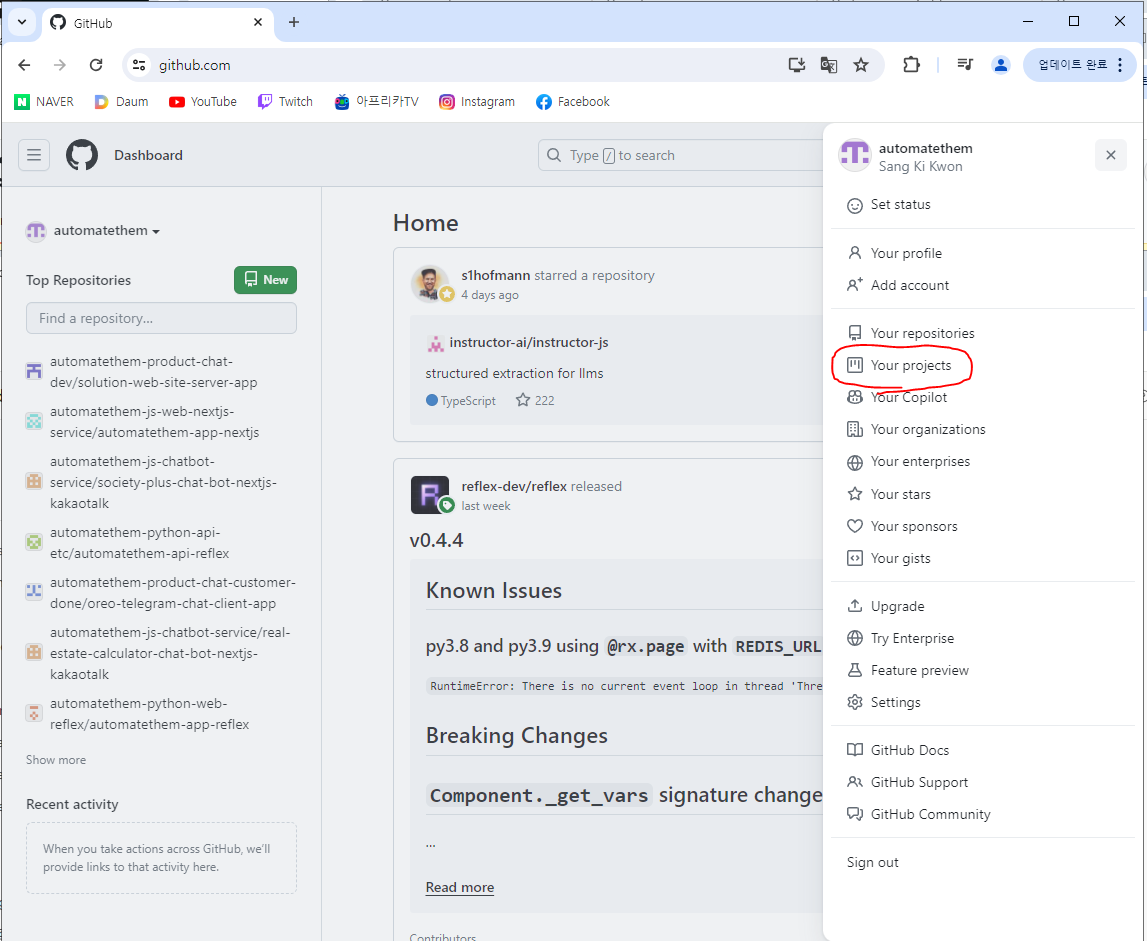 GitHub
github.com
업데이트 완료
NAVER
Daum
YouTube
Twitch
아프리카TV
Instagram
Facebook
Dashboard
Type / to search
automatethem
Top Repositories
New
Find a repository...
automatethem-product-chat-
dev/solution-web-site-server-app
automatethem-js-web-nextjs-
service/automatethem-app-nextjs
automatethem-js-chatbot-
service/society-plus-chat-bot-nextjs-
kakaotalk
automatethem-python-api-
etc/automatethem-api-reflex
automatethem-product-chat-customer-
done/oreo-telegram-chat-client-app
automatethem-js-chatbot-service/real-
estate-calculator-chat-bot-nextjs-
kakaotalk
automatethem-python-web-
reflex/automatethem-app-reflex
Show more
Recent activity
When you take actions across GitHub, we'll
provide links to that activity here.
Home
s1hofmann starred a repository
4 days ago
instructor-ai/instructor-js
structured extraction for llms
TypeScript 222
reflex-dev/reflex released
last week
v0.4.4
Known Issues
py3.8 and py3.9 using @rx.page with REDIS_URL
RuntimeError: There is no current event loop in thread 'Thre
Breaking Changes
Component._get_vars signature change
...
Read more
Contributors
automatethem
Sang Ki Kwon
Set status
Your profile
Add account
Your repositories
Your projects
Your Copilot
Your organizations
Your enterprises
Your stars
Your sponsors
Your gists
Upgrade
Try Enterprise
Feature preview
Settings
GitHub Docs
GitHub Support
GitHub Community
Sign out